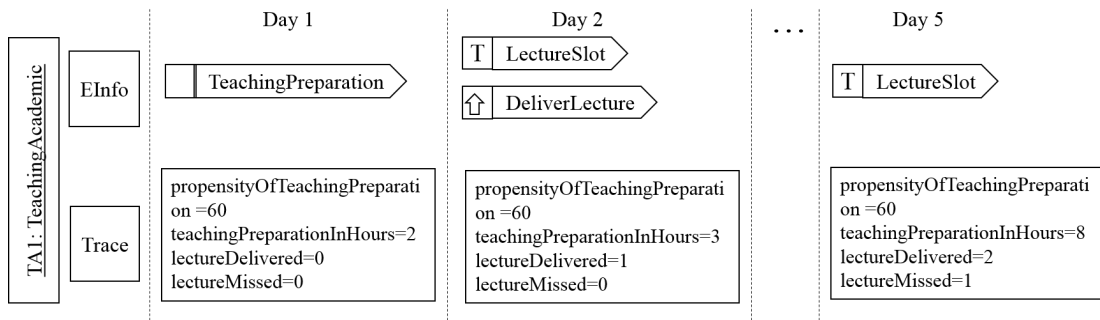 Day 1
Day 2
...
Day 5
TA1: TeachingAcademic
EInfo
TeachingPreparation
T LectureSlot
DeliverLecture
T LectureSlot
Trace
propensityOfTeachingPreparati
on =60
teachingPreparationInHours=2
lectureDelivered=0
lectureMissed=0
propensityOfTeachingPreparati
on =60
teachingPreparationInHours=3
lectureDelivered=1
lectureMissed=0
propensityOfTeachingPreparati
on =60
teachingPreparationInHours=8
lectureDelivered=2
lectureMissed=1